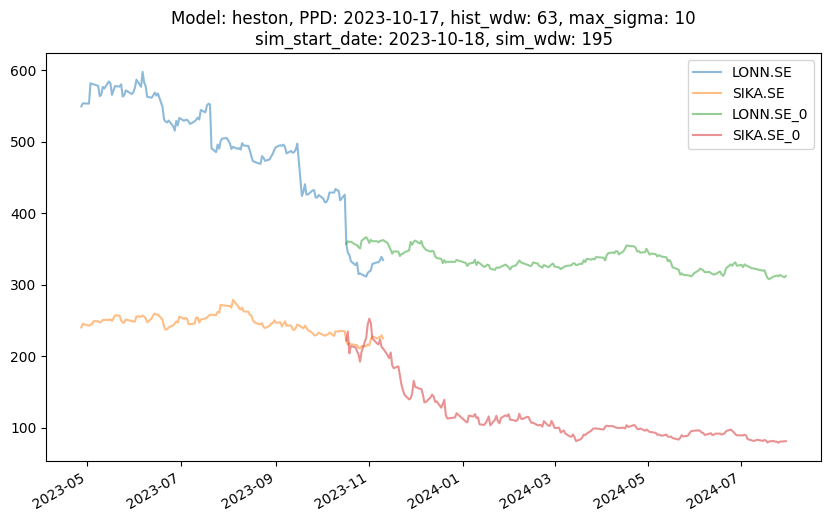 Model: heston, PPD: 2023-10-17, hist_wdw: 63, max_sigma: 10
sim_start_date: 2023-10-18, sim_wdw: 195
LONN.SE
SIKA.SE
LONN.SE_0
SIKA.SE_0
600
500
400
300
200
100
2023-05
2023-07
2023-09
2023-11
2024-01
2024-03
2024-05
2024-07